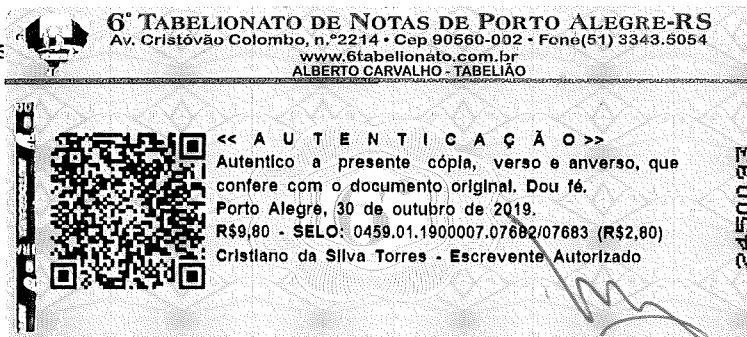 6º TABELIONATO DE NOTAS DE PORTO ALEGRE-RS
Av. Cristóvão Colombo, n.º2214 • Cep 90560-002 • Fone(51) 3343.5054
www.6tabelionato.com.br
ALBERTO CARVALHO - TABELIÃO
<< A U T E N T I C A Ç Ã O >>
Autentico a presente cópia, verso e anverso, que
confere com o documento original. Dou fé.
Porto Alegre, 30 de outubro de 2019.
R$9,80 - SELO: 0459.01.1900007.07682/07683 (R$2,80)
Cristiano da Silva Torres - Escrevente Autorizado